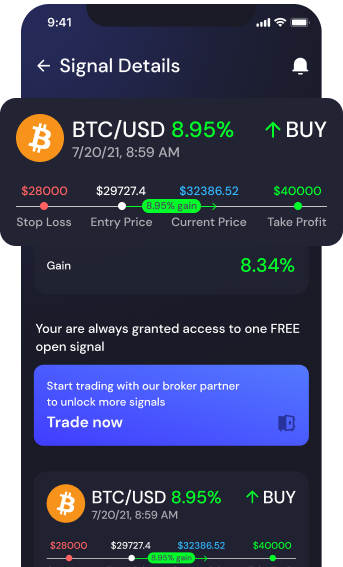 9:41
Signal Details
BTC/USD 8.95% BUY
7/20/21, 8:59 AM
$28000 $29727.4 $32386.52 $40000
8.95% gain
Stop Loss Entry Price Current Price Take Profit
Gain 8.34%
Your are always granted access to one FREE
open signal
Start trading with our broker partner
to unlock more signals
Trade now
BTC/USD 8.95% BUY
7/20/21, 8:59 AM
$28000 $29727.4 $32386.52 $40000
8.95% gain